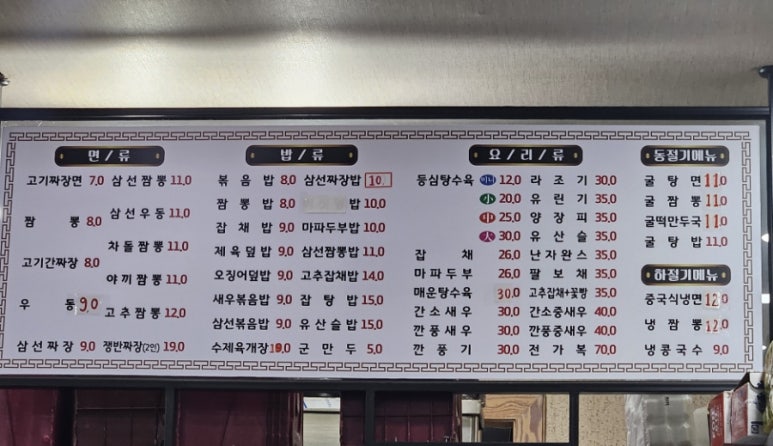 면 / 류
고기짜장면 7,0
짬 뽕 8,0
고기간짜장 8,0
우 동 9,0
삼선짜장 9,0
삼선짬뽕 11,0
삼선우동 11,0
차돌짬뽕 11,0
야끼짬뽕 11,0
고추짬뽕 12,0
쟁반짜장(2인) 19,0
밥 / 류
볶음밥 8,0
짬뽕밥 8,0
잡채밥 9,0
제육덮밥 9,0
오징어덮밥 9,0
새우볶음밥 9,0
삼선볶음밥 9,0
수제육개장
삼선짜장밥 10,
밥 10,0
마파두부밥 10,0
삼선짬뽕밥 11,0
고추잡채밥 14,0
잡탕밥 15,0
유산슬밥 15,0
군만두 5,0
요 / 리 / 류
등심탕수육 미니 12,0
小 20,0
中 25,0
大 30,0
잡 채 26,0
마파두부 26,0
매운탕수육 30,0
간소새우 30,0
깐풍새우 30,0
깐풍기 30,0
라조기 30,0
유린기 35,0
양장피 35,0
유산슬 35,0
난자완스 35,0
팔보채 35,0
고추잡채+꽃빵 35,0
간소중새우 40,0
깐풍중새우 40,0
전가복 70,0
동절기메뉴
굴탕면 11,0
굴짬뽕 11,0
굴떡만두국 11,0
굴탕밥 11,0
하절기메뉴
중국식냉면 12,0
냉짬뽕 12,0
냉콩국수 9,0